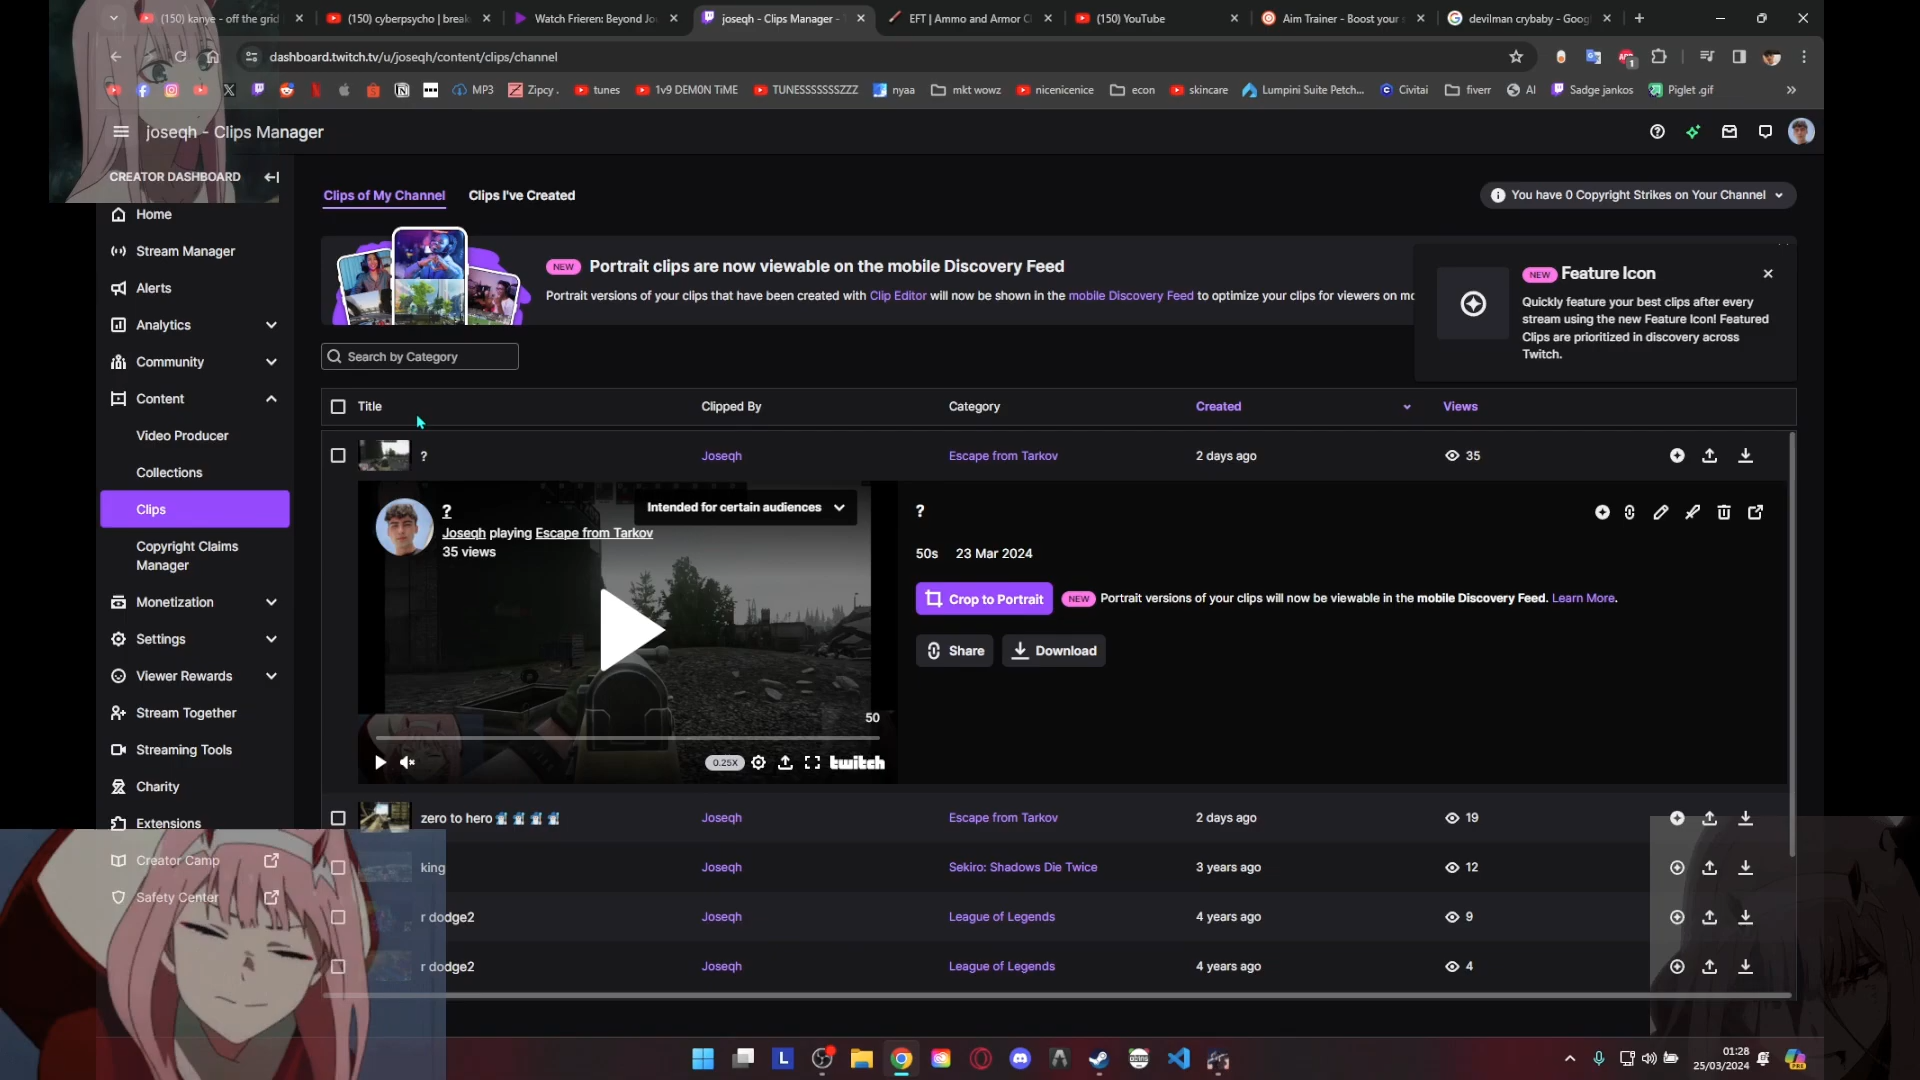 (150) kanye - off the grid
(150) cyberpsycho | break
Watch Frieren: Beyond Jo
joseqh - Clips Manager -
EFT | Ammo and Armor C
(150) YouTube
Aim Trainer - Boost your
devilman crybaby - Goog
dashboard.twitch.tv/u/joseqh/content/clips/channel
1
MP3
Zipcy .
tunes
1v9 DEM0N TiME
TUNESSSSSSSZZZ
nyaa
mkt wowz
nicenicenice
econ
skincare
Lumpini Suite Petch...
Civitai
fiverr
AI
Sadge jankos
Piglet .gif
joseqh - Clips Manager
CREATOR DASHBOARD
Home
Stream Manager
Alerts
Analytics
Community
Content
Video Producer
Collections
Clips
Copyright Claims
Manager
Monetization
Settings
Viewer Rewards
Stream Together
Streaming Tools
Charity
Extensions
Creator Camp
Safety Center
Clips of My Channel
Clips I've Created
You have 0 Copyright Strikes on Your Channel
NEW Portrait clips are now viewable on the mobile Discovery Feed
Portrait versions of your clips that have been created with Clip Editor will now be shown in the mobile Discovery Feed to optimize your clips for viewers on mo
NEW Feature Icon
Quickly feature your best clips after every
stream using the new Feature Icon! Featured
Clips are prioritized in discovery across
Twitch.
Search by Category
Title
Clipped By
Category
Created
Views
?
Joseqh
Escape from Tarkov
2 days ago
35
?
Intended for certain audiences
Joseqh playing Escape from Tarkov
35 views
50
0.25X
twitch
?
50s
23 Mar 2024
Crop to Portrait
NEW Portrait versions of your clips will now be viewable in the mobile Discovery Feed. Learn More.
Share
Download
zero to hero
Joseqh
Escape from Tarkov
2 days ago
19
king
Joseqh
Sekiro: Shadows Die Twice
3 years ago
12
r dodge2
Joseqh
League of Legends
4 years ago
9
r dodge2
Joseqh
League of Legends
4 years ago
4
L
01:28
25/03/2024